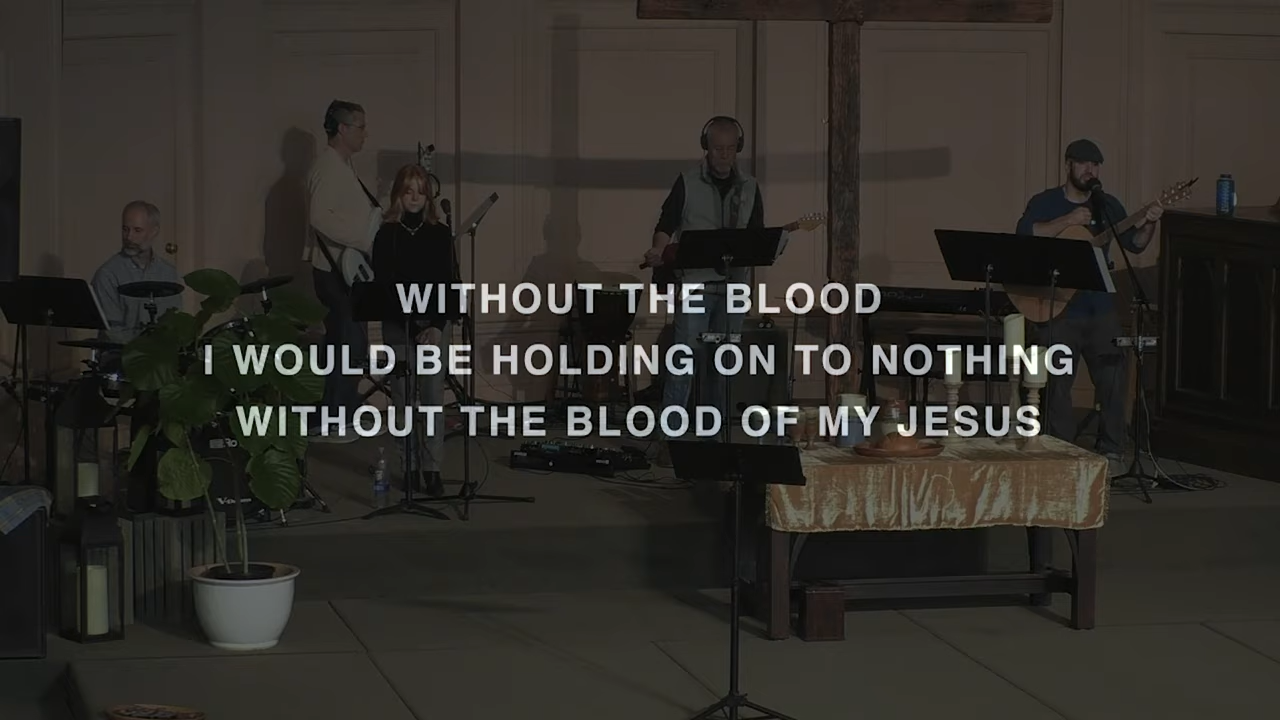 WITHOUT THE BLOOD
I WOULD BE HOLDING ON TO NOTHING
WITHOUT THE BLOOD OF MY JESUS